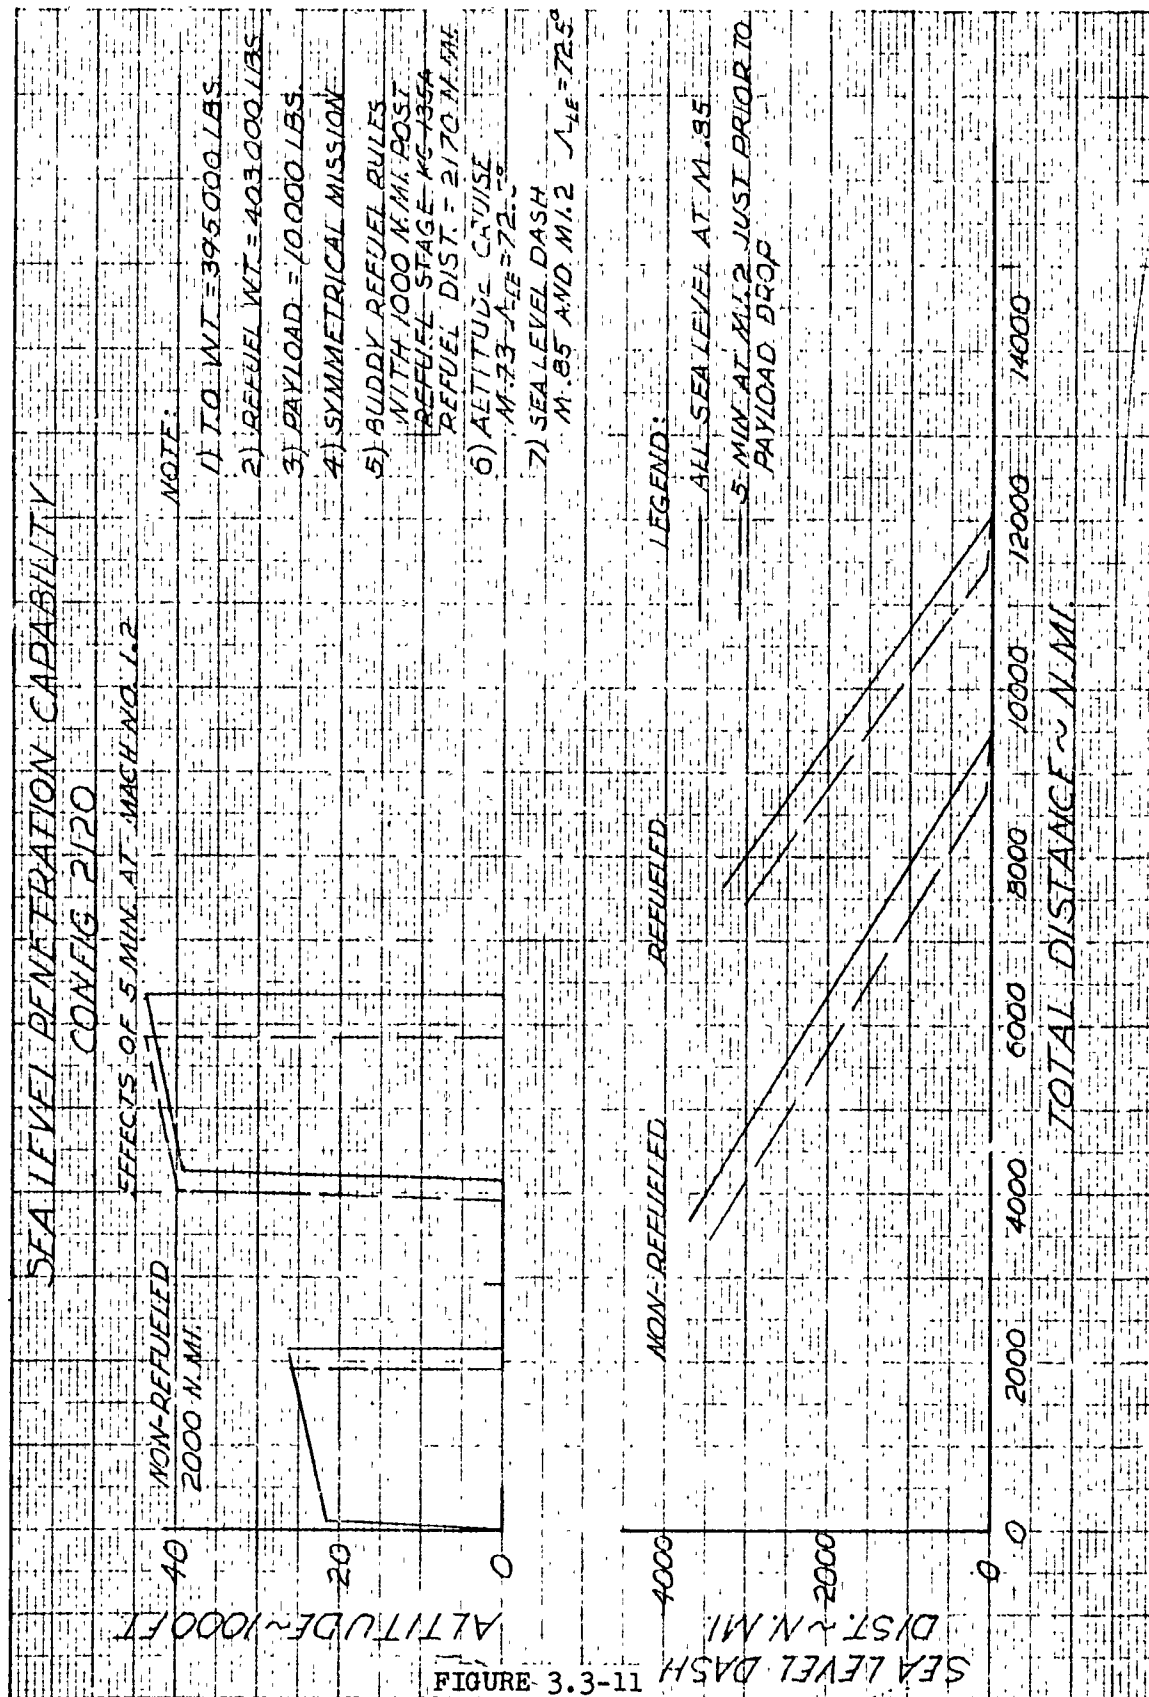 SEA LEVEL PENETRATION CAPABILITY
CONFIG 2120
EFFECTS OF 5 MIN. AT MACH NO. 1.2
NON-REFUELED
2000 N.MI.
ALTITUDE~1000 FT
40
20
0
NOTE:
1) T.O WT = 395000 LBS
2) REFUEL WT. = 403000 LBS
3) PAYLOAD = 10000 LBS.
4) SYMMETRICAL MISSION
5) BUDDY REFUEL RULES
WITH 1000 N.MI. POST
REFUEL STAGE KC-135A
REFUEL DIST. = 2170 N.MI.
6) ALTITUDE CRUISE
M.73 ΛLE = 72.5°
7) SEA LEVEL DASH
M.85 AND M1.2 ΛLE = 72.5°
NON-REFUELED
REFUELED
LEGEND:
ALL SEA LEVEL AT M.85
5 MIN AT M1.2 JUST PRIOR TO
PAYLOAD DROP
SEA LEVEL DASH
DIST.~N.MI.
4000
2000
0
0 2000 4000 6000 8000 10000 12000 14000
TOTAL DISTANCE~N.MI.
FIGURE 3.3-11